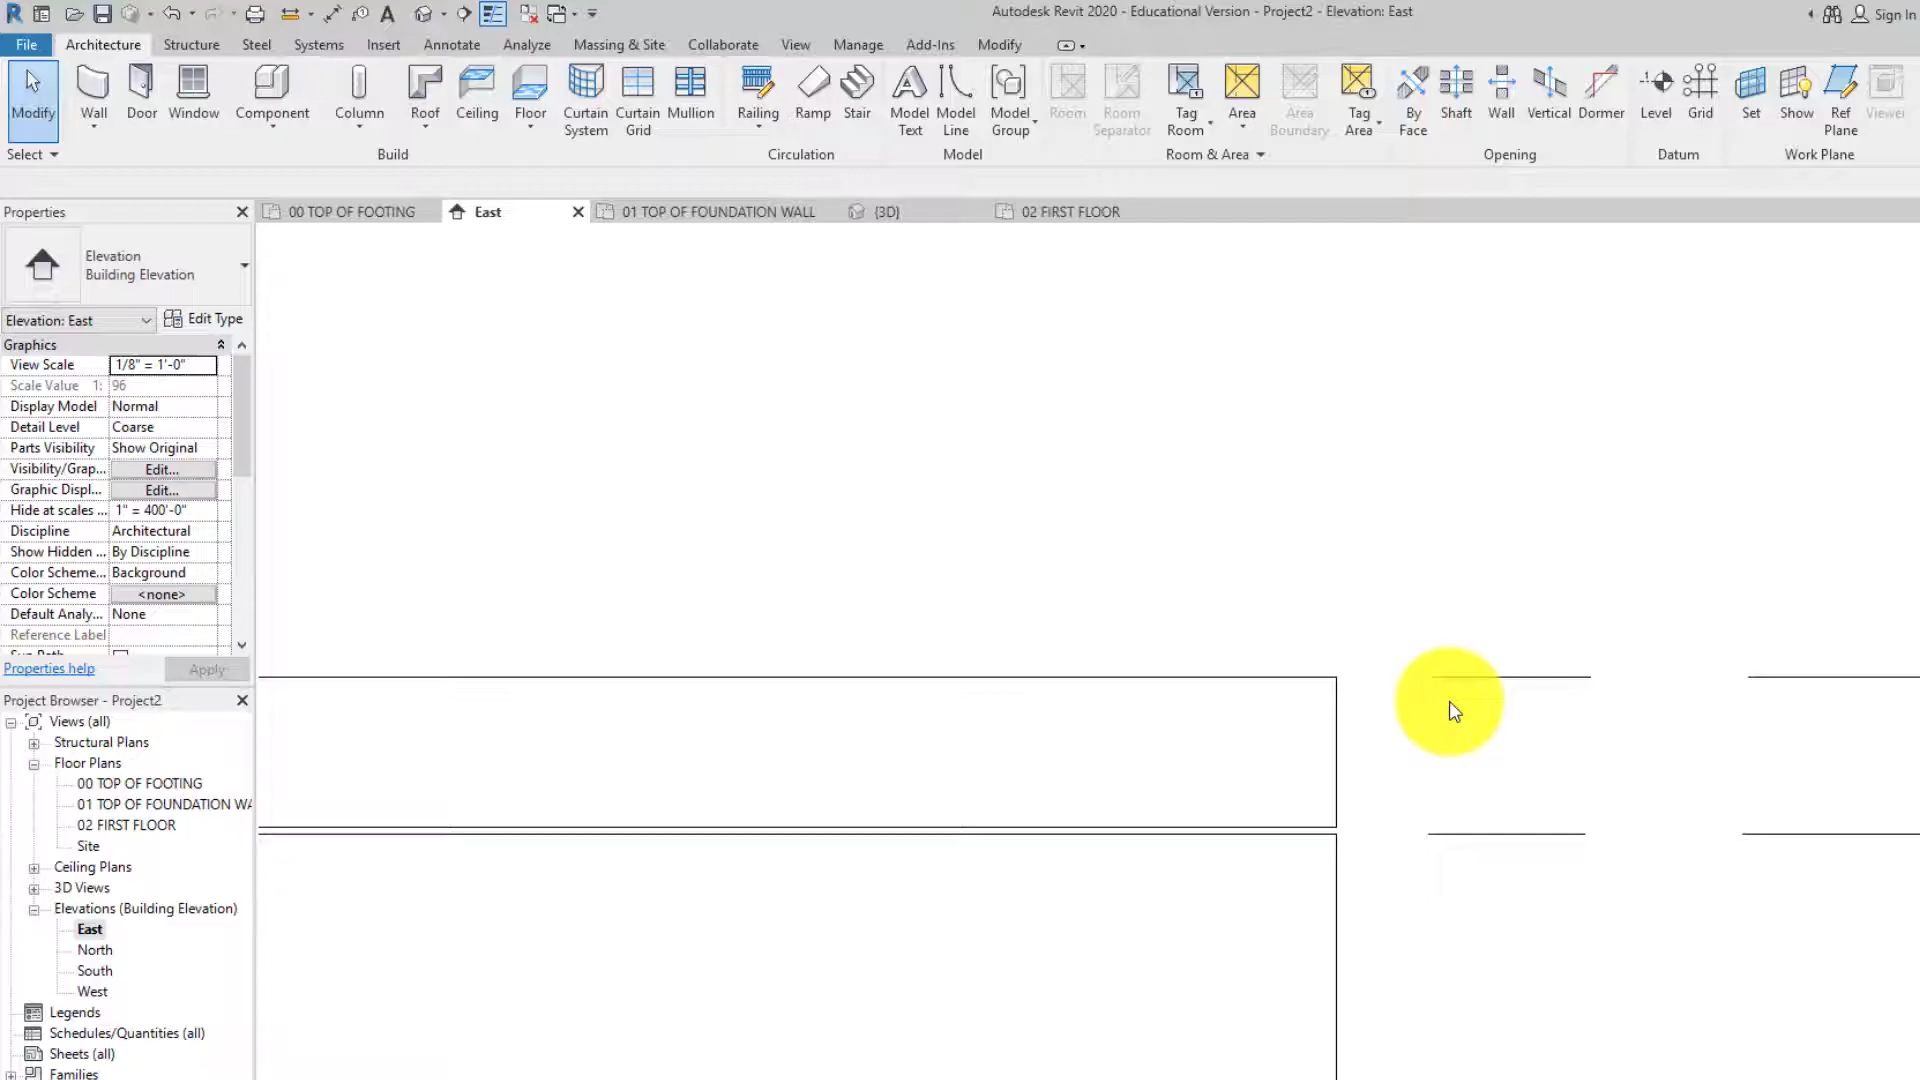 Autodesk Revit 2020 - Educational Version - Project2 - Elevation: East
Sign In
File
Architecture
Structure
Steel
Systems
Insert
Annotate
Analyze
Massing & Site
Collaborate
View
Manage
Add-Ins
Modify
Modify
Wall
Door
Window
Component
Column
Roof
Ceiling
Floor
Curtain System
Curtain Grid
Mullion
Railing
Ramp
Stair
Model Text
Model Line
Model Group
Room
Room Separator
Tag Room
Area
Area Boundary
Tag Area
By Face
Shaft
Wall
Vertical
Dormer
Level
Grid
Set
Show
Ref Plane
Viewer
Select
Build
Circulation
Model
Room & Area
Opening
Datum
Work Plane
Properties
00 TOP OF FOOTING
East
01 TOP OF FOUNDATION WALL
{3D}
02 FIRST FLOOR
Elevation
Building Elevation
Elevation: East
Edit Type
Graphics
View Scale 1/8" = 1'-0"
Scale Value 1: 96
Display Model Normal
Detail Level Coarse
Parts Visibility Show Original
Visibility/Grap... Edit...
Graphic Displ... Edit...
Hide at scales ... 1" = 400'-0"
Discipline Architectural
Show Hidden ... By Discipline
Color Scheme... Background
Color Scheme <none>
Default Analy... None
Reference Label
Properties help
Apply
Project Browser - Project2
Views (all)
Structural Plans
Floor Plans
00 TOP OF FOOTING
01 TOP OF FOUNDATION WA
02 FIRST FLOOR
Site
Ceiling Plans
3D Views
Elevations (Building Elevation)
East
North
South
West
Legends
Schedules/Quantities (all)
Sheets (all)
Families